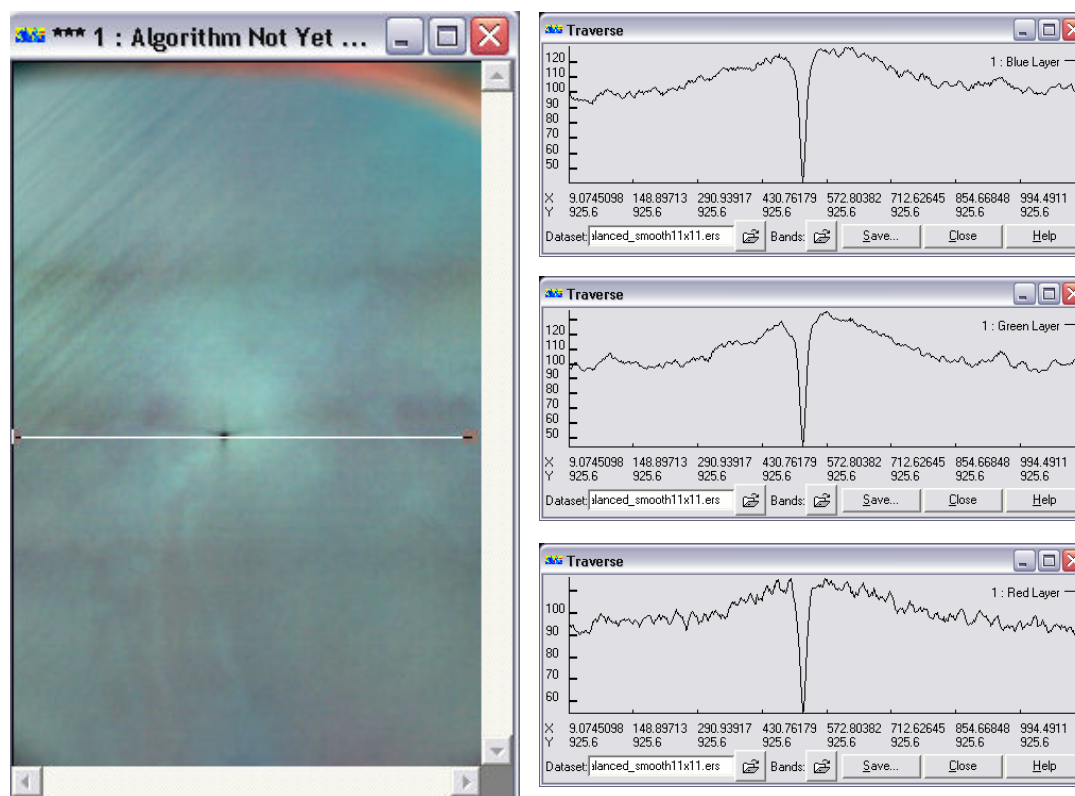 *** 1 : Algorithm Not Yet ...
Traverse
1 : Blue Layer
120
110
100
90
80
70
60
50
X 9.0745098 148.89713 290.93917 430.76179 572.80382 712.62645 854.66848 994.4911
Y 925.6 925.6 925.6 925.6 925.6 925.6 925.6 925.6
Dataset: alanced_smooth11x11.ers Bands: Save... Close Help
Traverse
1 : Green Layer
120
110
100
90
80
70
60
50
X 9.0745098 148.89713 290.93917 430.76179 572.80382 712.62645 854.66848 994.4911
Y 925.6 925.6 925.6 925.6 925.6 925.6 925.6 925.6
Dataset: alanced_smooth11x11.ers Bands: Save... Close Help
Traverse
1 : Red Layer
100
90
80
70
60
X 9.0745098 148.89713 290.93917 430.76179 572.80382 712.62645 854.66848 994.4911
Y 925.6 925.6 925.6 925.6 925.6 925.6 925.6 925.6
Dataset: alanced_smooth11x11.ers Bands: Save... Close Help